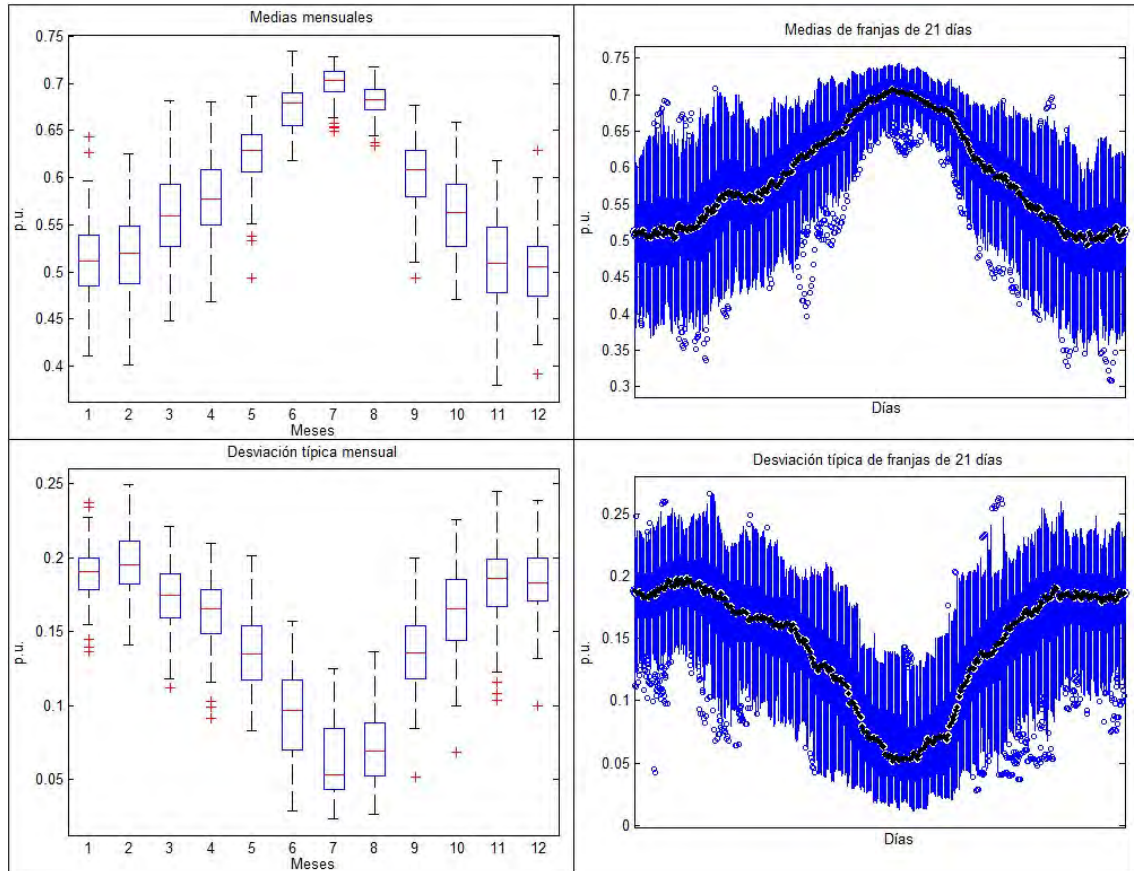 Medias mensuales
0.75
0.7
0.65
0.6
0.55
0.5
0.45
0.4
p.u.
1 2 3 4 5 6 7 8 9 10 11 12
Meses
Medias de franjas de 21 días
0.75
0.7
0.65
0.6
0.55
0.5
0.45
0.4
0.35
0.3
p.u.
Días
Desviación típica mensual
0.25
0.2
0.15
0.1
0.05
p.u.
1 2 3 4 5 6 7 8 9 10 11 12
Meses
Desviación típica de franjas de 21 días
0.25
0.2
0.15
0.1
0.05
0
p.u.
Días